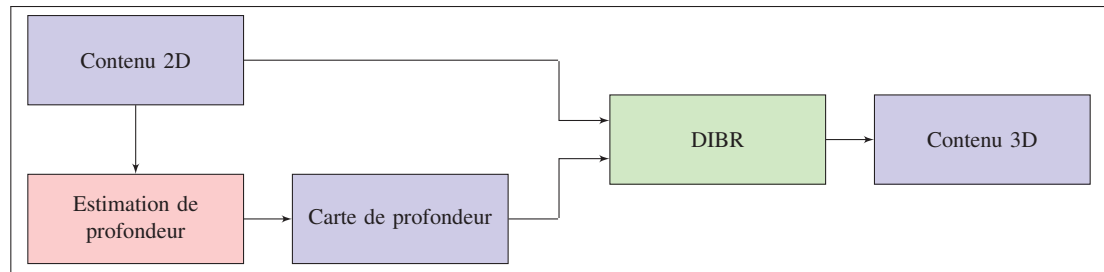 Contenu 2D
DIBR
Contenu 3D
Estimation de
profondeur
Carte de profondeur